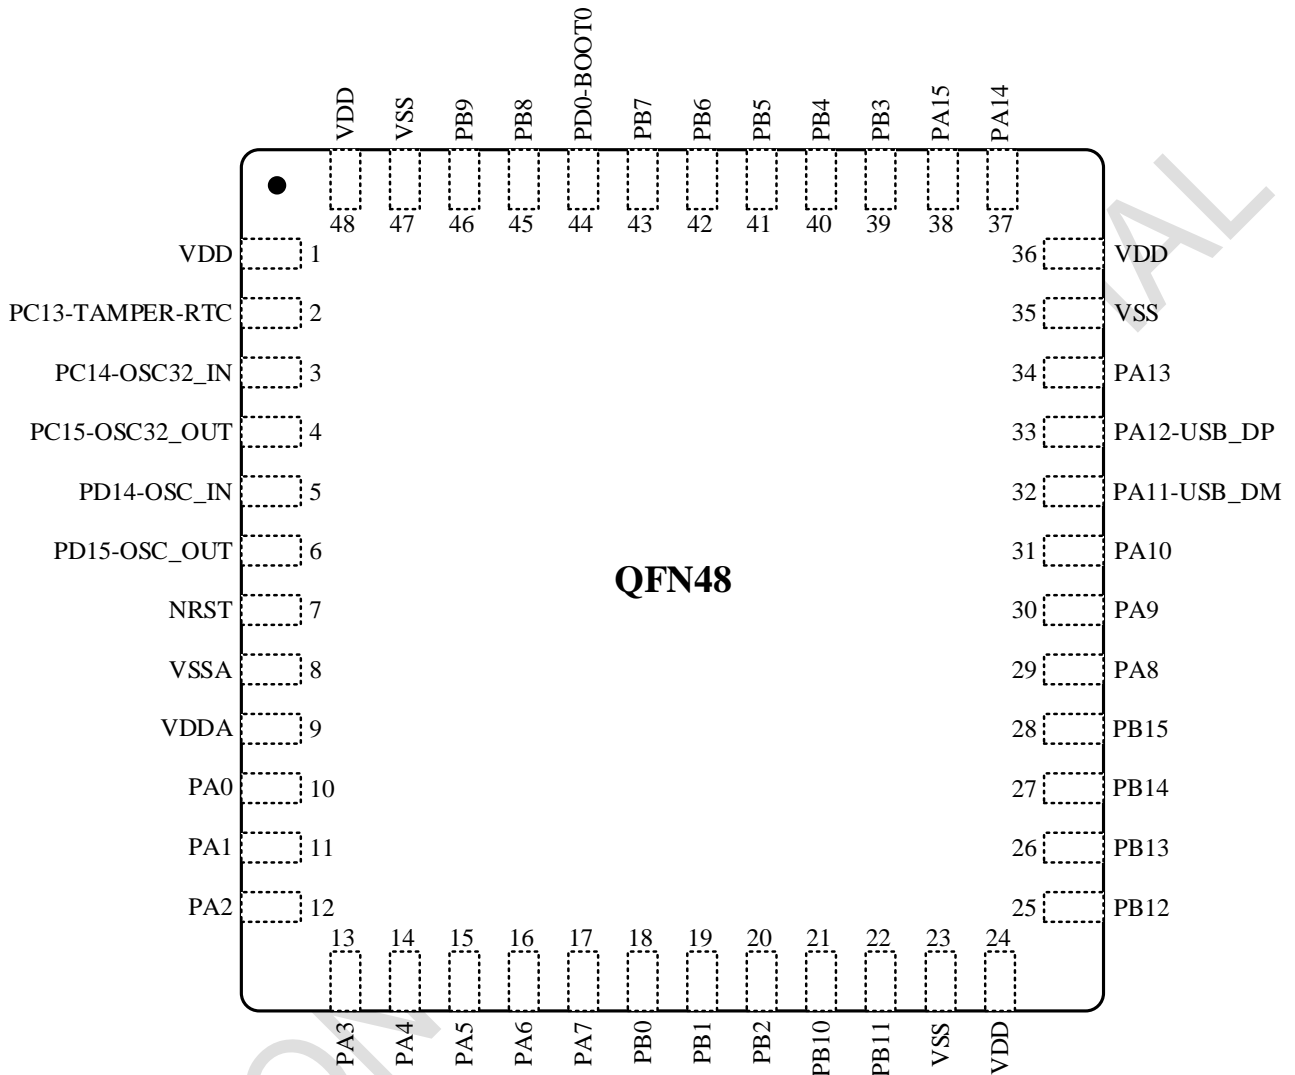 VDD
VSS
PB9
PB8
PD0-BOOT0
PB7
PB6
PB5
PB4
PB3
PA15
PA14
48 47 46 45 44 43 42 41 40 39 38 37
VDD 1 36 VDD
PC13-TAMPER-RTC 2 35 VSS
PC14-OSC32_IN 3 34 PA13
PC15-OSC32_OUT 4 33 PA12-USB_DP
PD14-OSC_IN 5 32 PA11-USB_DM
PD15-OSC_OUT 6 31 PA10
QFN48
NRST 7 30 PA9
VSSA 8 29 PA8
VDDA 9 28 PB15
PA0 10 27 PB14
PA1 11 26 PB13
PA2 12 25 PB12
13 14 15 16 17 18 19 20 21 22 23 24
PA3
PA4
PA5
PA6
PA7
PB0
PB1
PB2
PB10
PB11
VSS
VDD